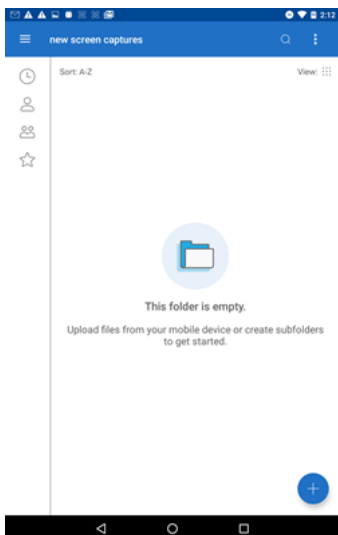 2:12
new screen captures
Sort: A-Z
View:
This folder is empty.
Upload files from your mobile device or create subfolders
to get started.